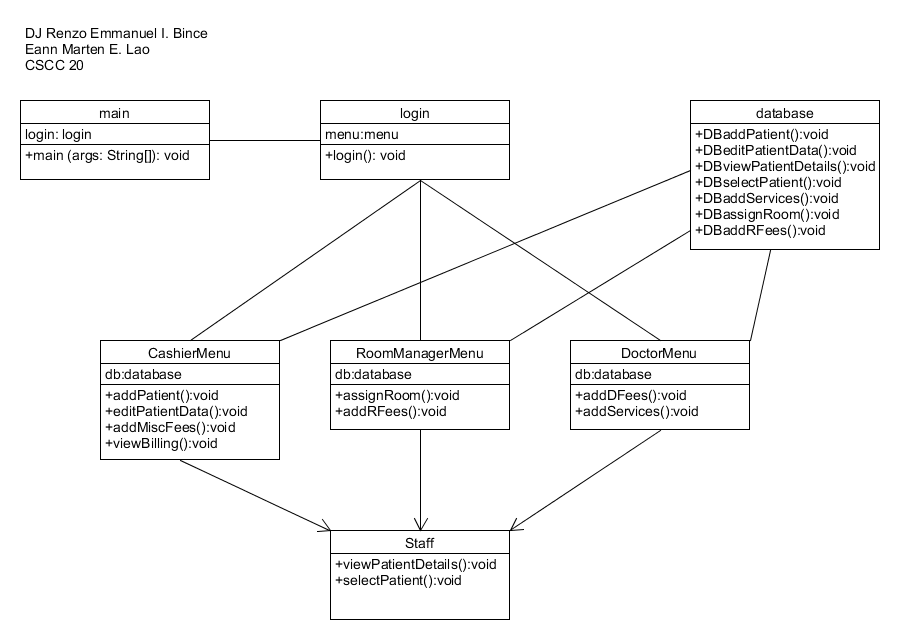 DJ Renzo Emmanuel I. Bince
Eann Marten E. Lao
CSCC 20
main
login: login
+main (args: String[]): void
login
menu:menu
+login(): void
database
+DBaddPatient():void
+DBeditPatientData():void
+DBviewPatientDetails():void
+DBselectPatient():void
+DBaddServices():void
+DBassignRoom():void
+DBaddRFees():void
CashierMenu
db:database
+addPatient():void
+editPatientData():void
+addMiscFees():void
+viewBilling():void
RoomManagerMenu
db:database
+assignRoom():void
+addRFees():void
DoctorMenu
db:database
+addDFees():void
+addServices():void
Staff
+viewPatientDetails():void
+selectPatient():void